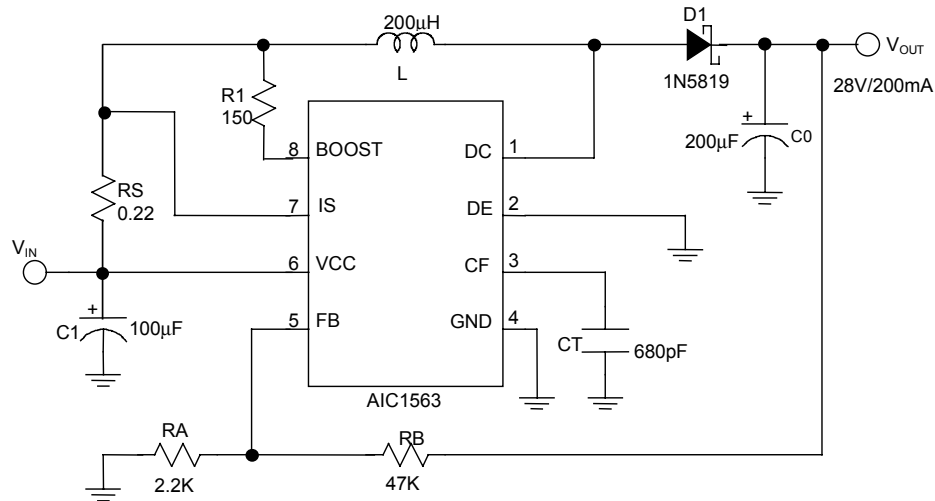 200μH
L
D1
1N5819
V_OUT
28V/200mA
R1
150
8 BOOST
DC 1
200μF
+
C0
RS
0.22
7 IS
DE 2
V_IN
6 VCC
CF 3
+
C1 100μF
5 FB
GND 4
CT 680pF
AIC1563
RA
2.2K
RB
47K